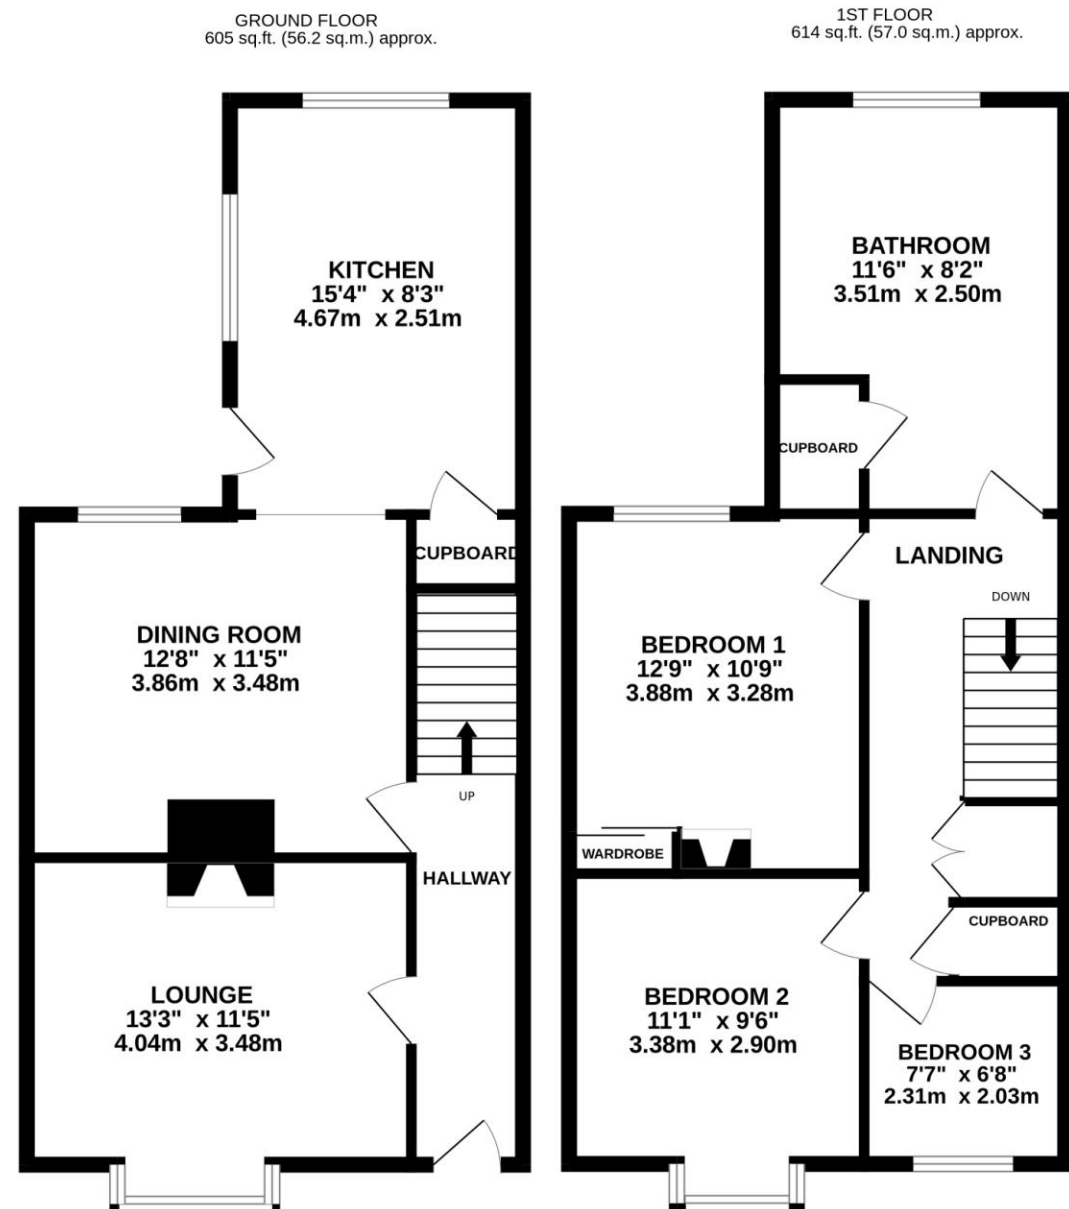 GROUND FLOOR
605 sq.ft. (56.2 sq.m.) approx.
1ST FLOOR
614 sq.ft. (57.0 sq.m.) approx.
KITCHEN
15'4" x 8'3"
4.67m x 2.51m
CUPBOARD
DINING ROOM
12'8" x 11'5"
3.86m x 3.48m
UP
HALLWAY
LOUNGE
13'3" x 11'5"
4.04m x 3.48m
BATHROOM
11'6" x 8'2"
3.51m x 2.50m
CUPBOARD
LANDING
DOWN
BEDROOM 1
12'9" x 10'9"
3.88m x 3.28m
WARDROBE
CUPBOARD
BEDROOM 2
11'1" x 9'6"
3.38m x 2.90m
BEDROOM 3
7'7" x 6'8"
2.31m x 2.03m